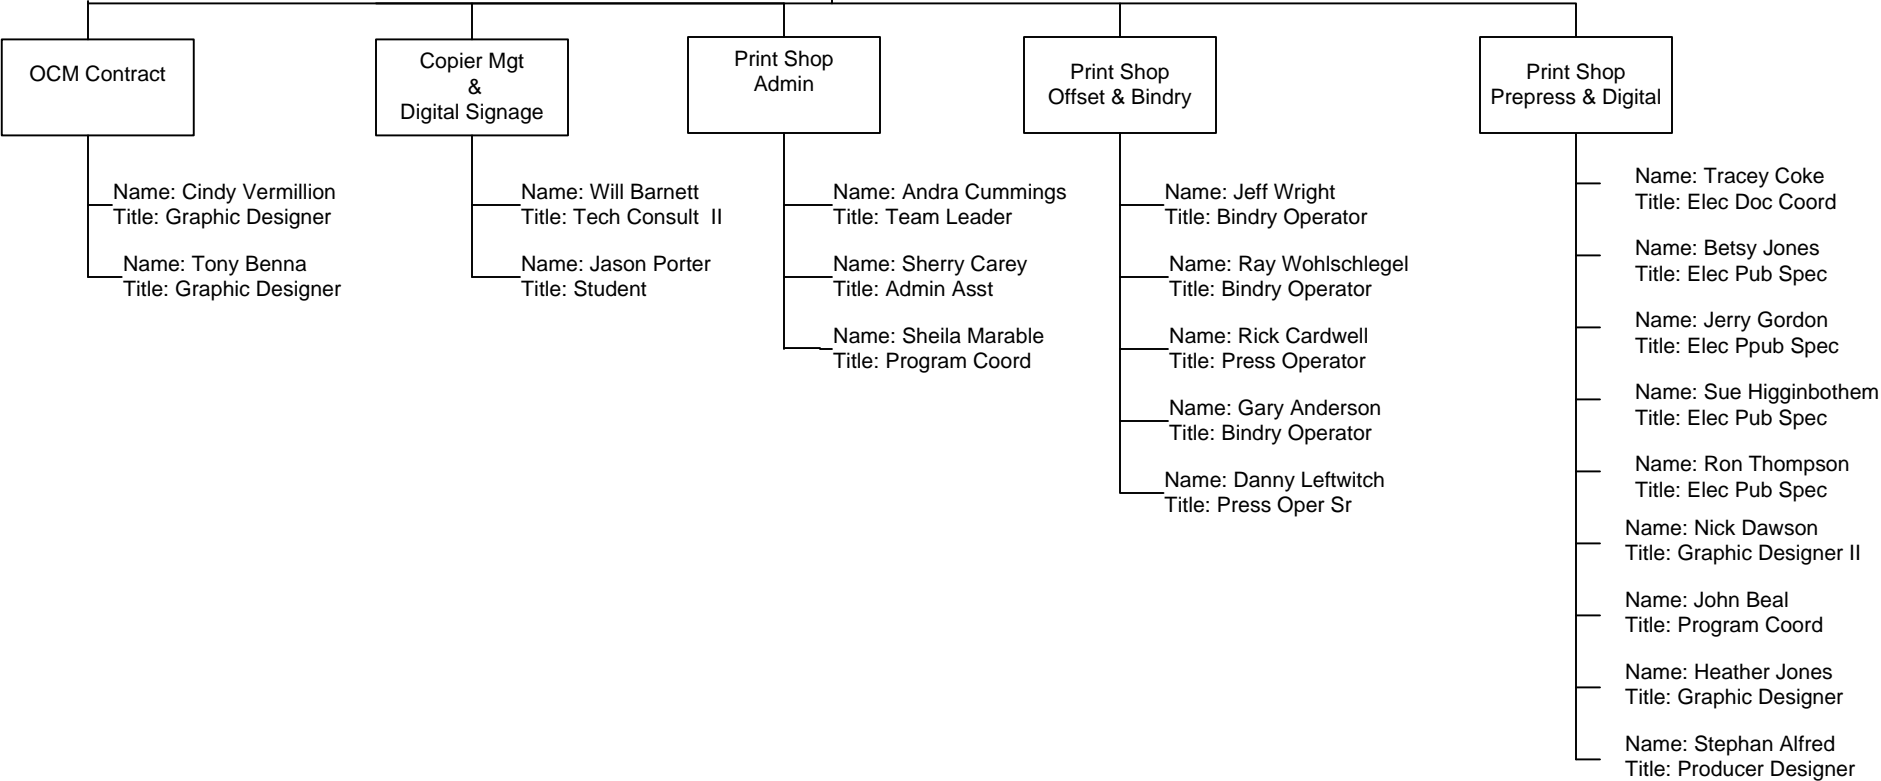 OCM Contract
Name: Cindy Vermillion
Title: Graphic Designer
Name: Tony Benna
Title: Graphic Designer
Copier Mgt
&
Digital Signage
Name: Will Barnett
Title: Tech Consult  II
Name: Jason Porter
Title: Student
Print Shop
Admin
Name: Andra Cummings
Title: Team Leader
Name: Sherry Carey
Title: Admin Asst
Name: Sheila Marable
Title: Program Coord
Print Shop
Offset & Bindry
Name: Jeff Wright
Title: Bindry Operator
Name: Ray Wohlschlegel
Title: Bindry Operator
Name: Rick Cardwell
Title: Press Operator
Name: Gary Anderson
Title: Bindry Operator
Name: Danny Leftwitch
Title: Press Oper Sr
Print Shop
Prepress & Digital
Name: Tracey Coke
Title: Elec Doc Coord
Name: Betsy Jones
Title: Elec Pub Spec
Name: Jerry Gordon
Title: Elec Ppub Spec
Name: Sue Higginbothem
Title: Elec Pub Spec
Name: Ron Thompson
Title: Elec Pub Spec
Name: Nick Dawson
Title: Graphic Designer II
Name: John Beal
Title: Program Coord
Name: Heather Jones
Title: Graphic Designer
Name: Stephan Alfred
Title: Producer Designer